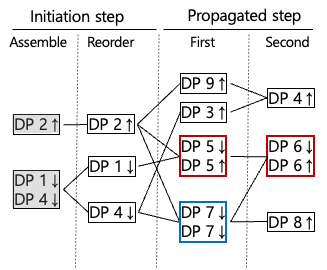 Initiation step
Propagated step
Assemble
Reorder
First
Second
DP 2↑
DP 1↓
DP 4↓
DP 2↑
DP 1↓
DP 4↓
DP 9↑
DP 3↑
DP 5↓
DP 5↑
DP 7↓
DP 7↓
DP 4↑
DP 6↓
DP 6↑
DP 8↑